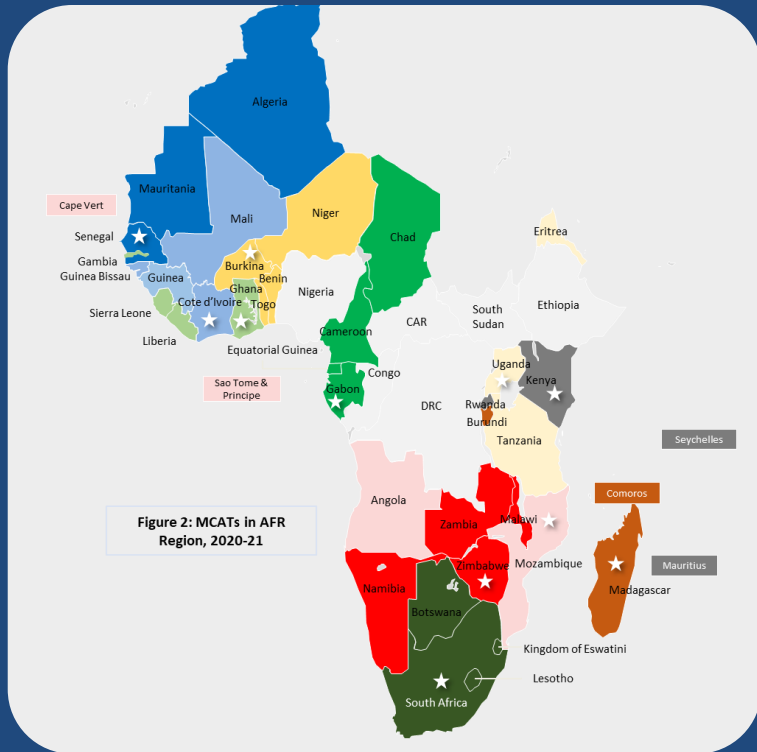 Algeria
Mauritania
Cape Vert
Mali
Niger
Chad
Senegal
Eritrea
Gambia
Guinea Bissau
Guinea
Burkina
Benin
Ghana
Nigeria
Cote d'Ivoire
Togo
Ethiopia
Sierra Leone
South
Sudan
CAR
Liberia
Cameroon
Equatorial Guinea
Uganda
Congo
Kenya
Sao Tome &
Principe
Gabon
Rwanda
DRC
Burundi
Tanzania
Seychelles
Comoros
Angola
Figure 2: MCATs in AFR
Region, 2020-21
Zambia
Malawi
Zimbabwe
Mozambique
Mauritius
Namibia
Madagascar
Botswana
Kingdom of Eswatini
Lesotho
South Africa